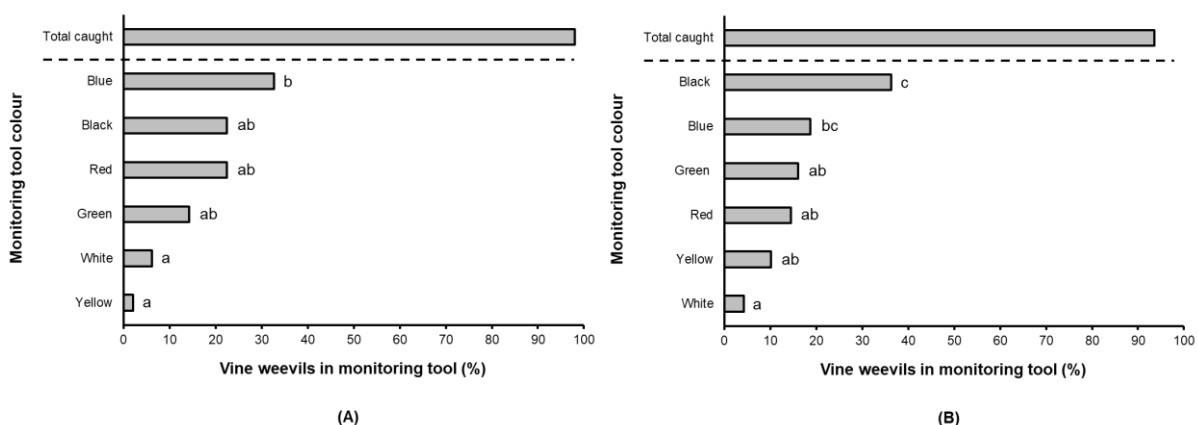 Monitoring tool colour
Total caught
Blue b
Black ab
Red ab
Green ab
White a
Yellow a
0 10 20 30 40 50 60 70 80 90 100
Vine weevils in monitoring tool (%)
(A)
Monitoring tool colour
Total caught
Black c
Blue bc
Green ab
Red ab
Yellow ab
White a
0 10 20 30 40 50 60 70 80 90 100
Vine weevils in monitoring tool (%)
(B)